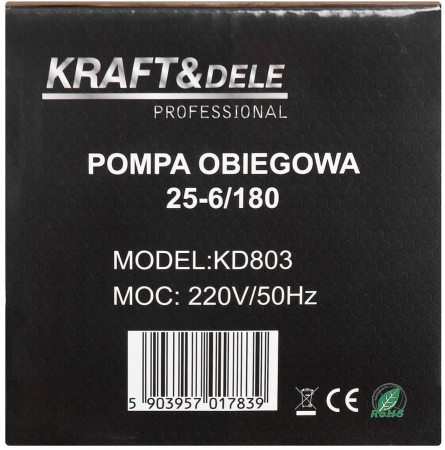 KRAFT&DELE
PROFESSIONAL
POMPA OBIEGOWA
25-6/180
MODEL:KD803
MOC: 220V/50Hz
5 903957 017839
CE
RoHS